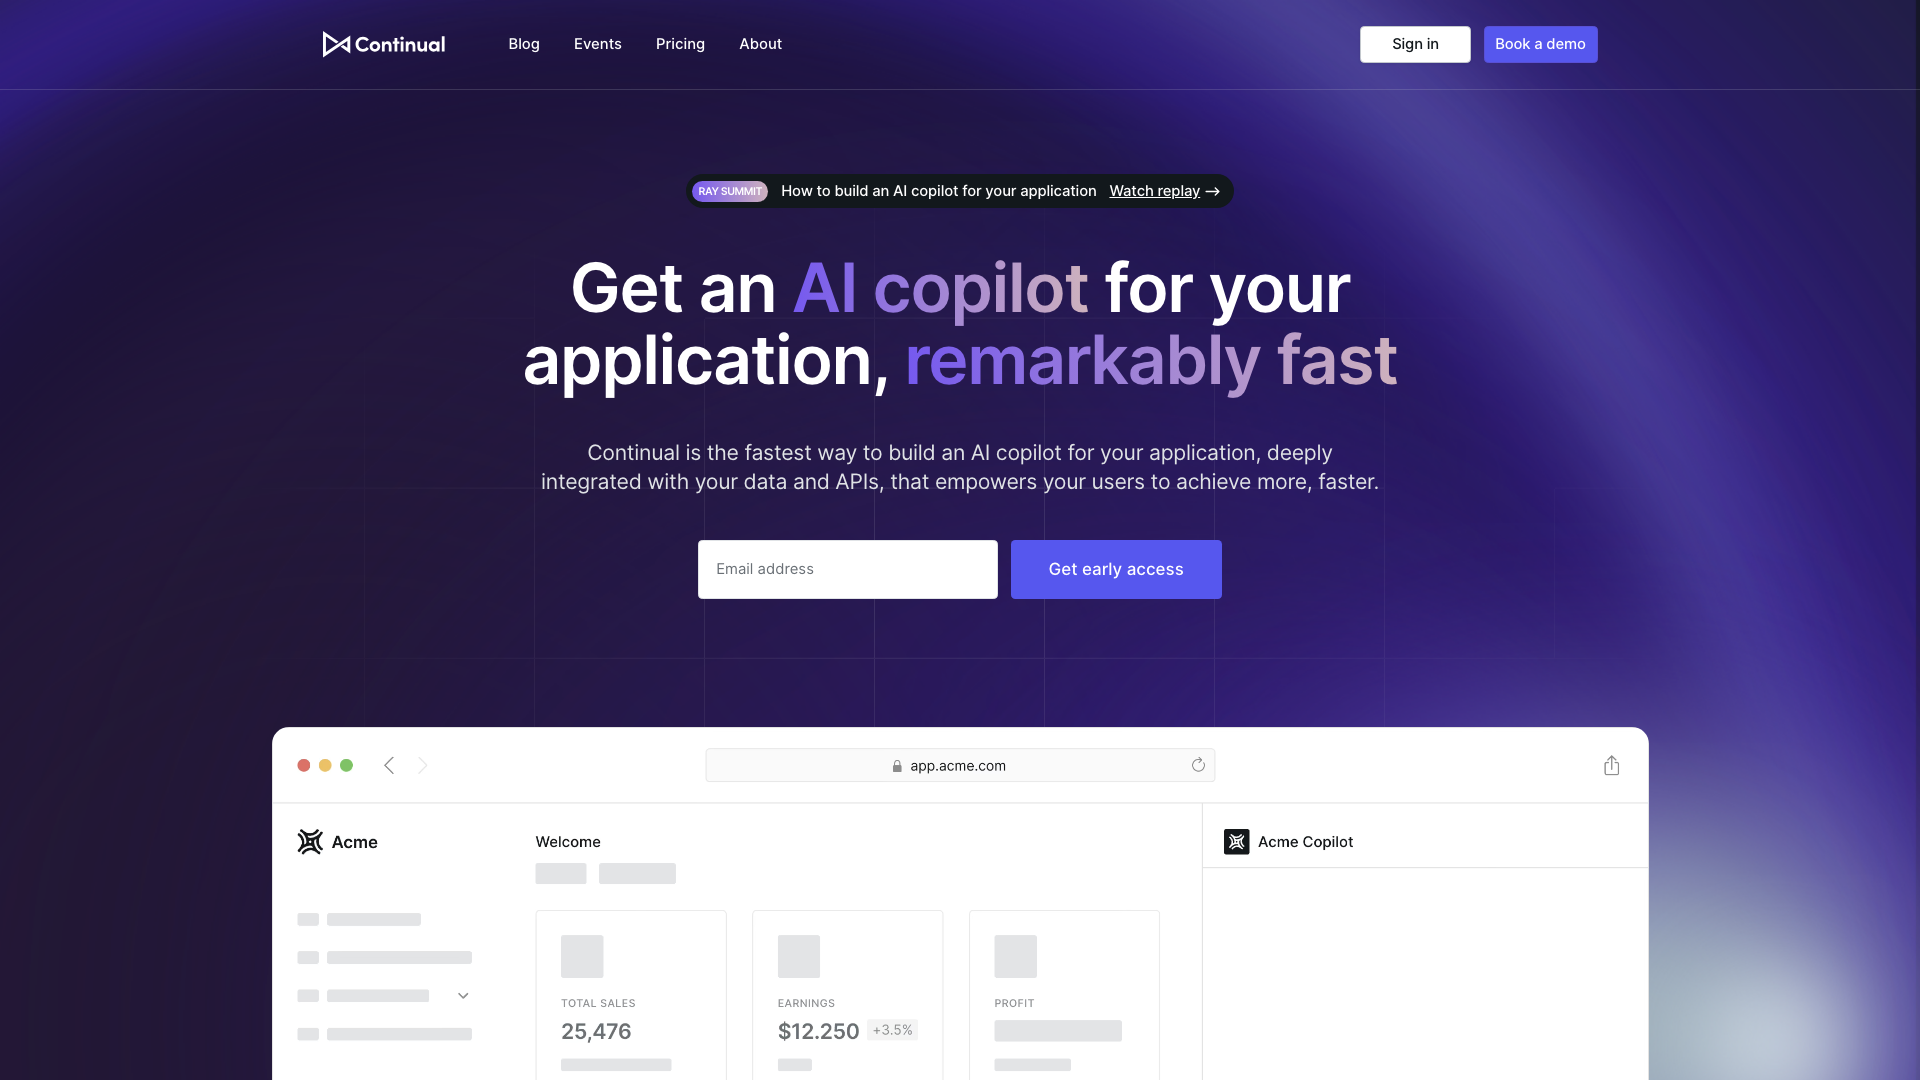 Continual
Blog
Events
Pricing
About
Sign in
Book a demo
RAY SUMMIT How to build an AI copilot for your application Watch replay →
Get an AI copilot for your
application, remarkably fast
Continual is the fastest way to build an AI copilot for your application, deeply
integrated with your data and APIs, that empowers your users to achieve more, faster.
Email address
Get early access
app.acme.com
Acme
Welcome
Acme Copilot
TOTAL SALES
25,476
EARNINGS
$12.250 +3.5%
PROFIT